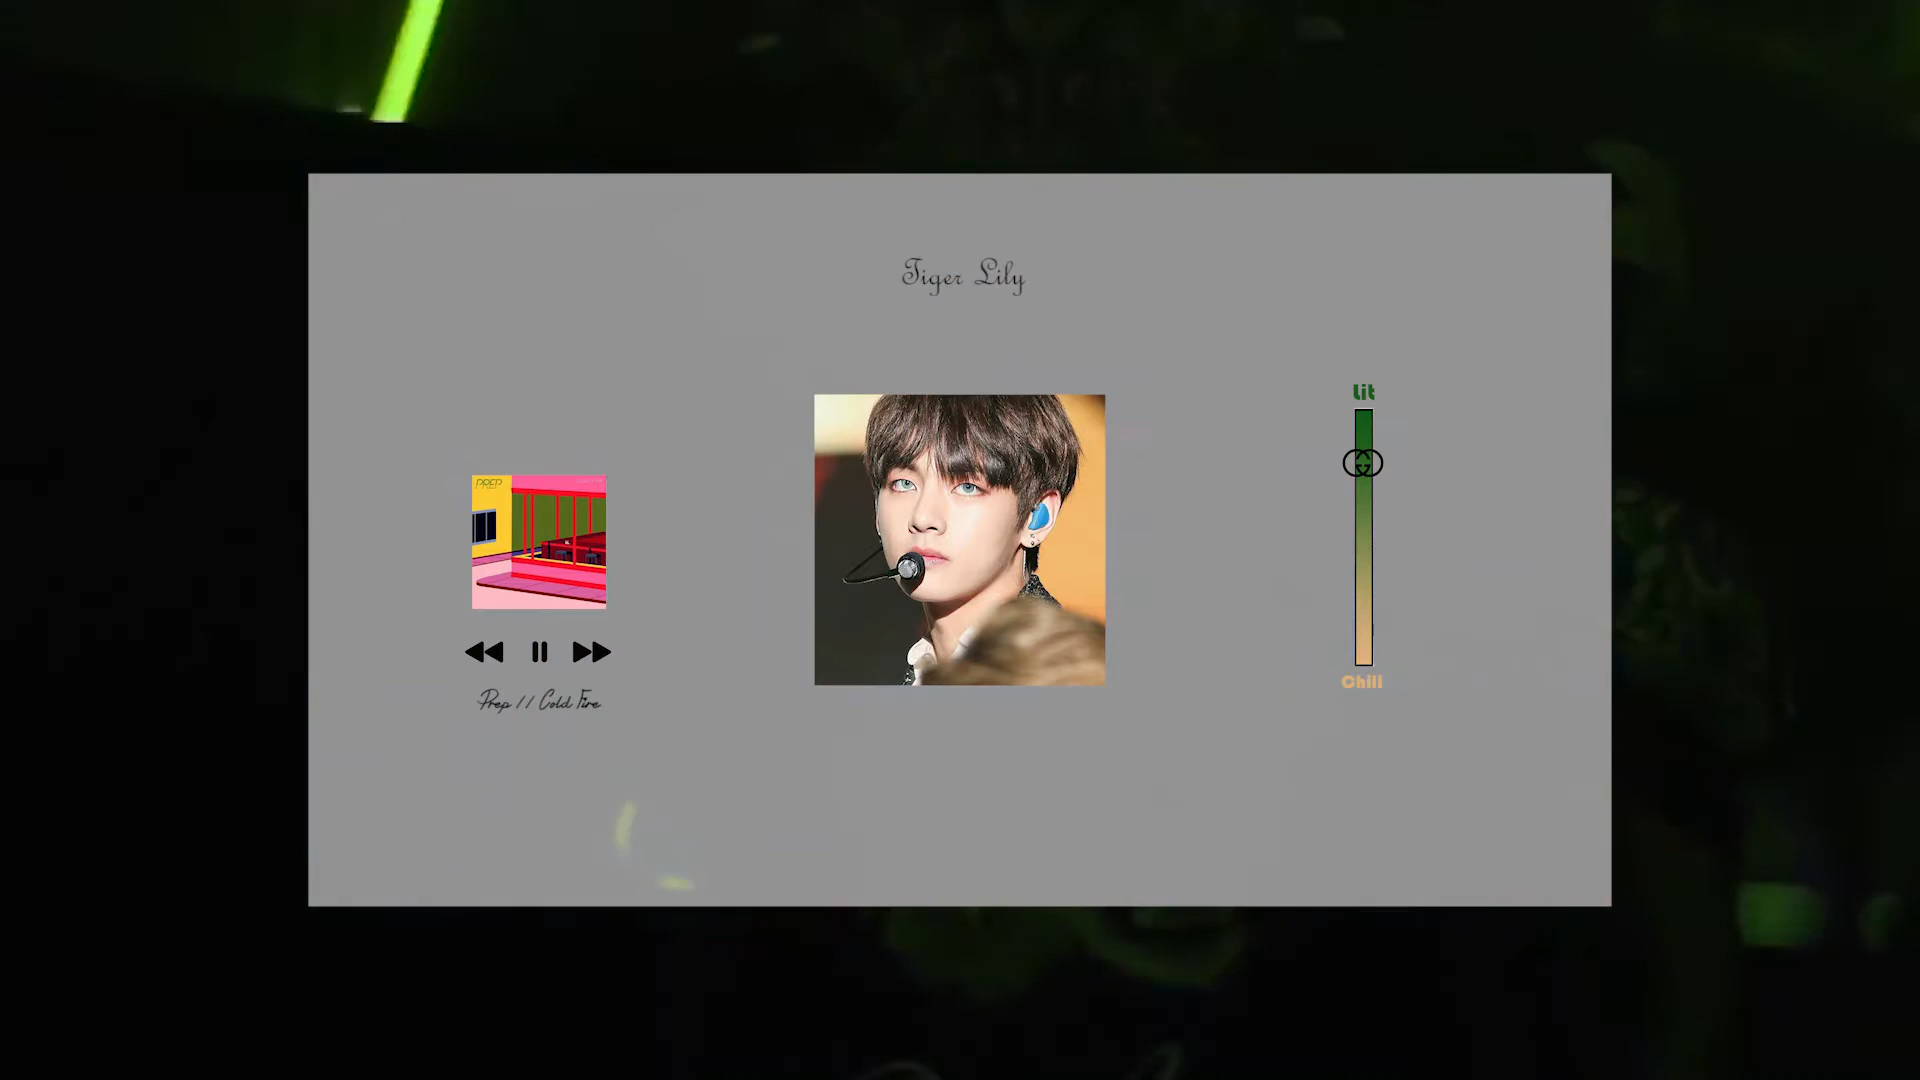 Tiger Lily
PREP
Prep // Cold Fire
Lit
Chill